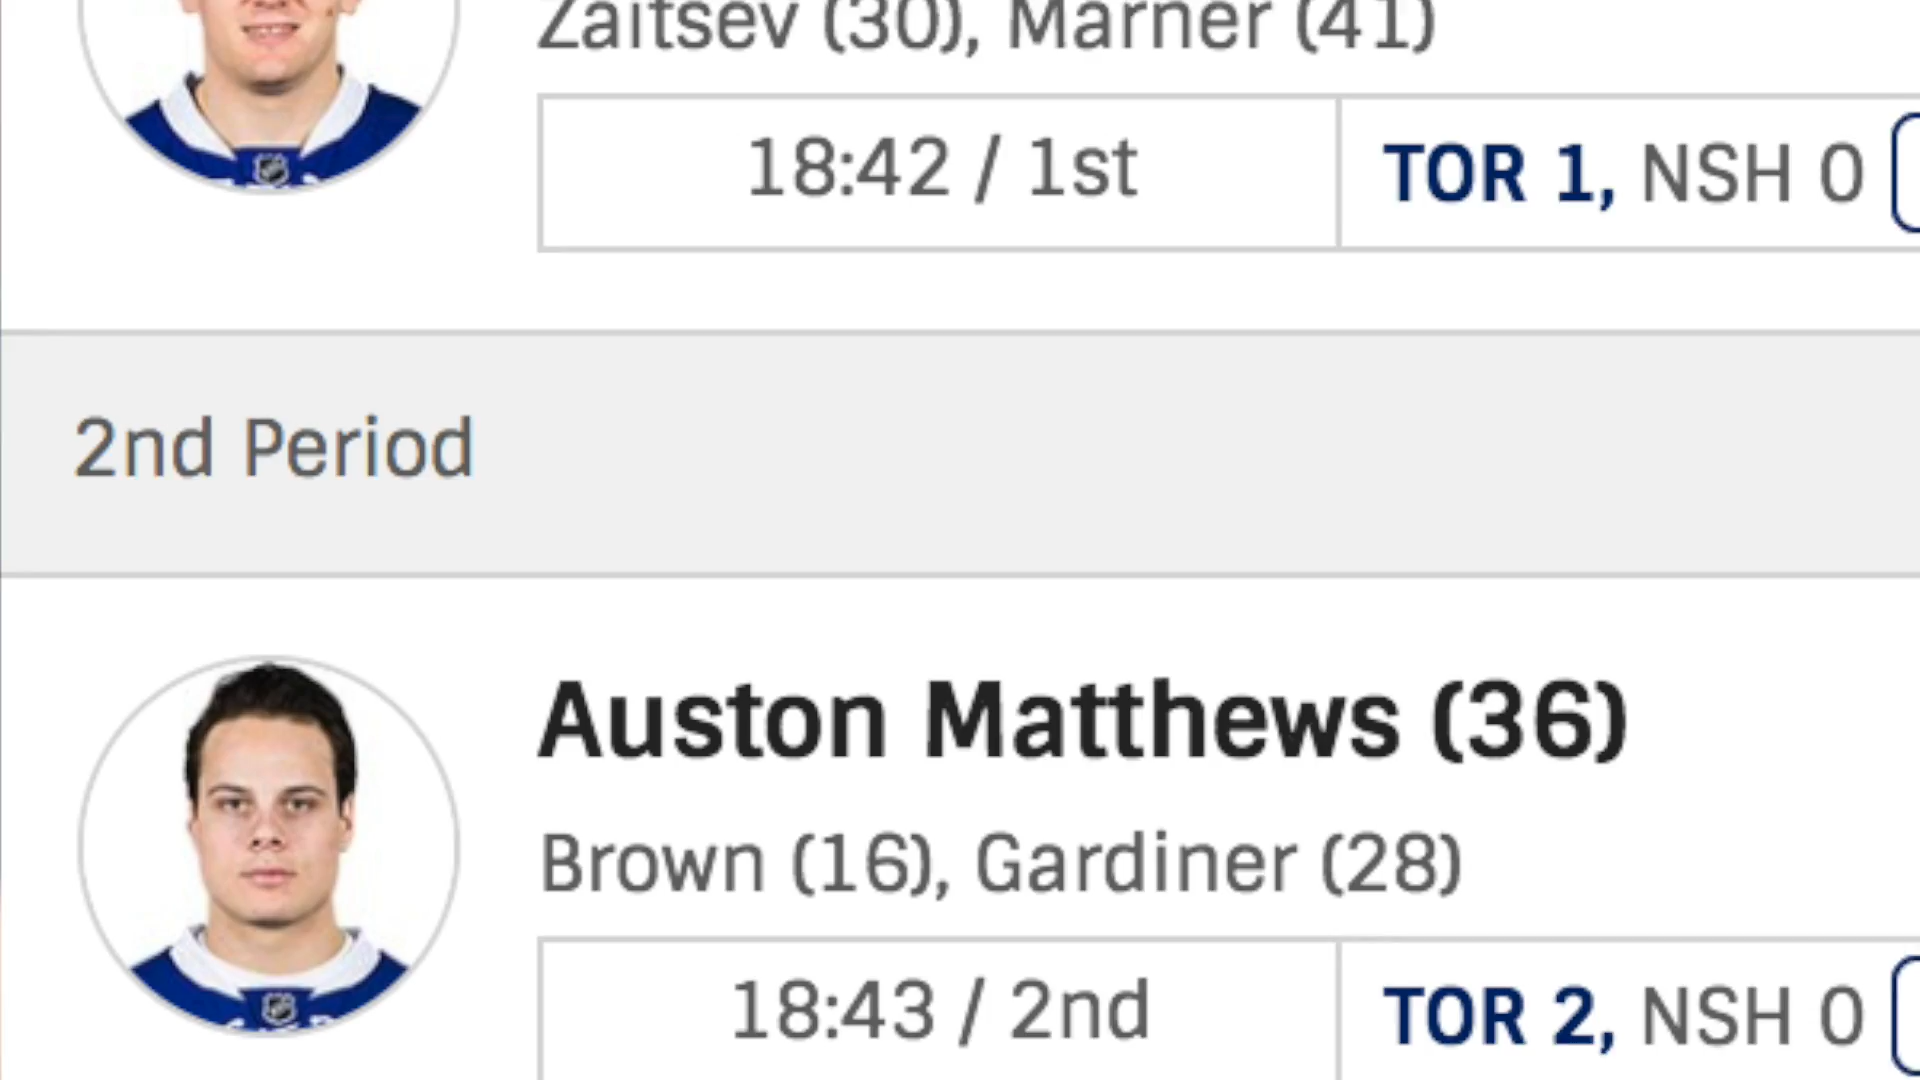 Zaitsev (30), Marner (41)
18:42 / 1st
TOR 1, NSH 0
2nd Period
Auston Matthews (36)
Brown (16), Gardiner (28)
18:43 / 2nd
TOR 2, NSH 0